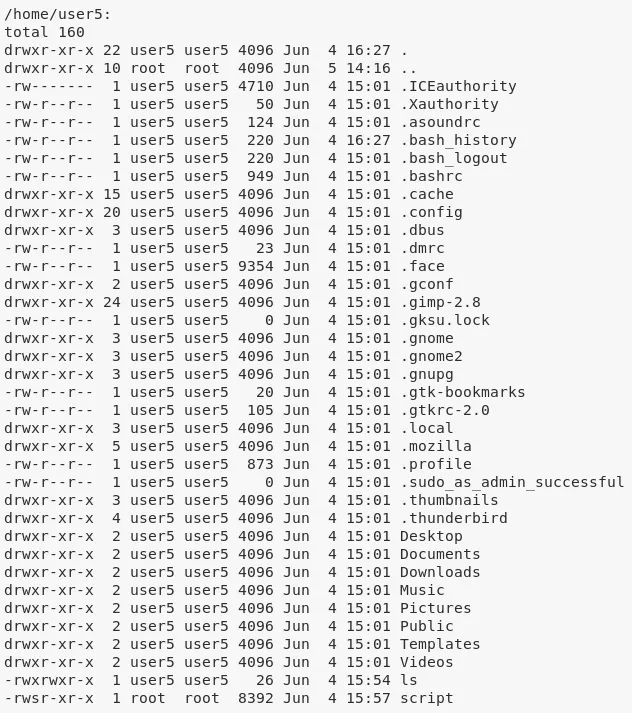 /home/user5:
total 160
drwxr-xr-x 22 user5 user5 4096 Jun  4 16:27 .
drwxr-xr-x 10 root  root  4096 Jun  5 14:16 ..
-rw-------  1 user5 user5 4710 Jun  4 15:01 .ICEauthority
-rw-r--r--  1 user5 user5   50 Jun  4 15:01 .Xauthority
-rw-r--r--  1 user5 user5  124 Jun  4 15:01 .asoundrc
-rw-r--r--  1 user5 user5  220 Jun  4 16:27 .bash_history
-rw-r--r--  1 user5 user5  220 Jun  4 15:01 .bash_logout
-rw-r--r--  1 user5 user5  949 Jun  4 15:01 .bashrc
drwxr-xr-x 15 user5 user5 4096 Jun  4 15:01 .cache
drwxr-xr-x 20 user5 user5 4096 Jun  4 15:01 .config
drwxr-xr-x  3 user5 user5 4096 Jun  4 15:01 .dbus
-rw-r--r--  1 user5 user5   23 Jun  4 15:01 .dmrc
-rw-r--r--  1 user5 user5 9354 Jun  4 15:01 .face
drwxr-xr-x  2 user5 user5 4096 Jun  4 15:01 .gconf
drwxr-xr-x 24 user5 user5 4096 Jun  4 15:01 .gimp-2.8
-rw-r--r--  1 user5 user5    0 Jun  4 15:01 .gksu.lock
drwxr-xr-x  3 user5 user5 4096 Jun  4 15:01 .gnome
drwxr-xr-x  3 user5 user5 4096 Jun  4 15:01 .gnome2
drwxr-xr-x  3 user5 user5 4096 Jun  4 15:01 .gnupg
-rw-r--r--  1 user5 user5   20 Jun  4 15:01 .gtk-bookmarks
-rw-r--r--  1 user5 user5  105 Jun  4 15:01 .gtkrc-2.0
drwxr-xr-x  3 user5 user5 4096 Jun  4 15:01 .local
drwxr-xr-x  5 user5 user5 4096 Jun  4 15:01 .mozilla
-rw-r--r--  1 user5 user5  873 Jun  4 15:01 .profile
-rw-r--r--  1 user5 user5    0 Jun  4 15:01 .sudo_as_admin_successful
drwxr-xr-x  3 user5 user5 4096 Jun  4 15:01 .thumbnails
drwxr-xr-x  4 user5 user5 4096 Jun  4 15:01 .thunderbird
drwxr-xr-x  2 user5 user5 4096 Jun  4 15:01 Desktop
drwxr-xr-x  2 user5 user5 4096 Jun  4 15:01 Documents
drwxr-xr-x  2 user5 user5 4096 Jun  4 15:01 Downloads
drwxr-xr-x  2 user5 user5 4096 Jun  4 15:01 Music
drwxr-xr-x  2 user5 user5 4096 Jun  4 15:01 Pictures
drwxr-xr-x  2 user5 user5 4096 Jun  4 15:01 Public
drwxr-xr-x  2 user5 user5 4096 Jun  4 15:01 Templates
drwxr-xr-x  2 user5 user5 4096 Jun  4 15:01 Videos
-rwxrwxr-x  1 user5 user5   26 Jun  4 15:54 ls
-rwsr-xr-x  1 root  root  8392 Jun  4 15:57 script